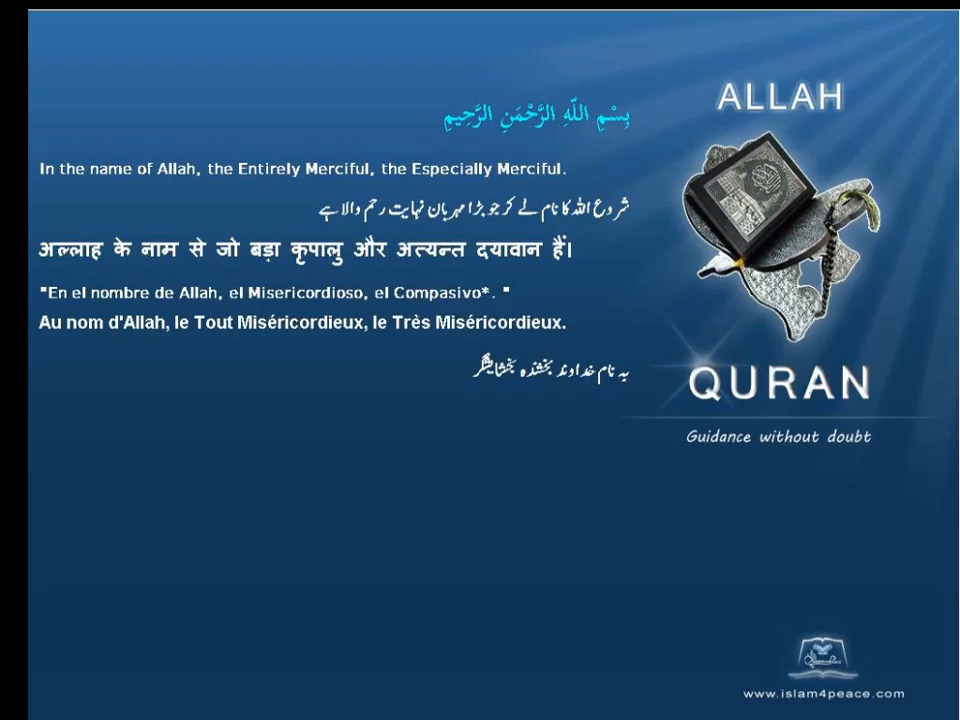 بِسْمِ اللَّهِ الرَّحْمَنِ الرَّحِيمِ
In the name of Allah, the Entirely Merciful, the Especially Merciful.
شروع الله کا نام لے کر جو بڑا مہربان نہایت رحم والا ہے
अल्लाह के नाम से जो बड़ा कृपालु और अत्यन्त दयावान हैं।
"En el nombre de Allah, el Misericordioso, el Compasivo*. "
Au nom d'Allah, le Tout Miséricordieux, le Très Miséricordieux.
به نام خداوند بخشنده بخشایشگر
ALLAH
QURAN
Guidance without doubt
www.islam4peace.com